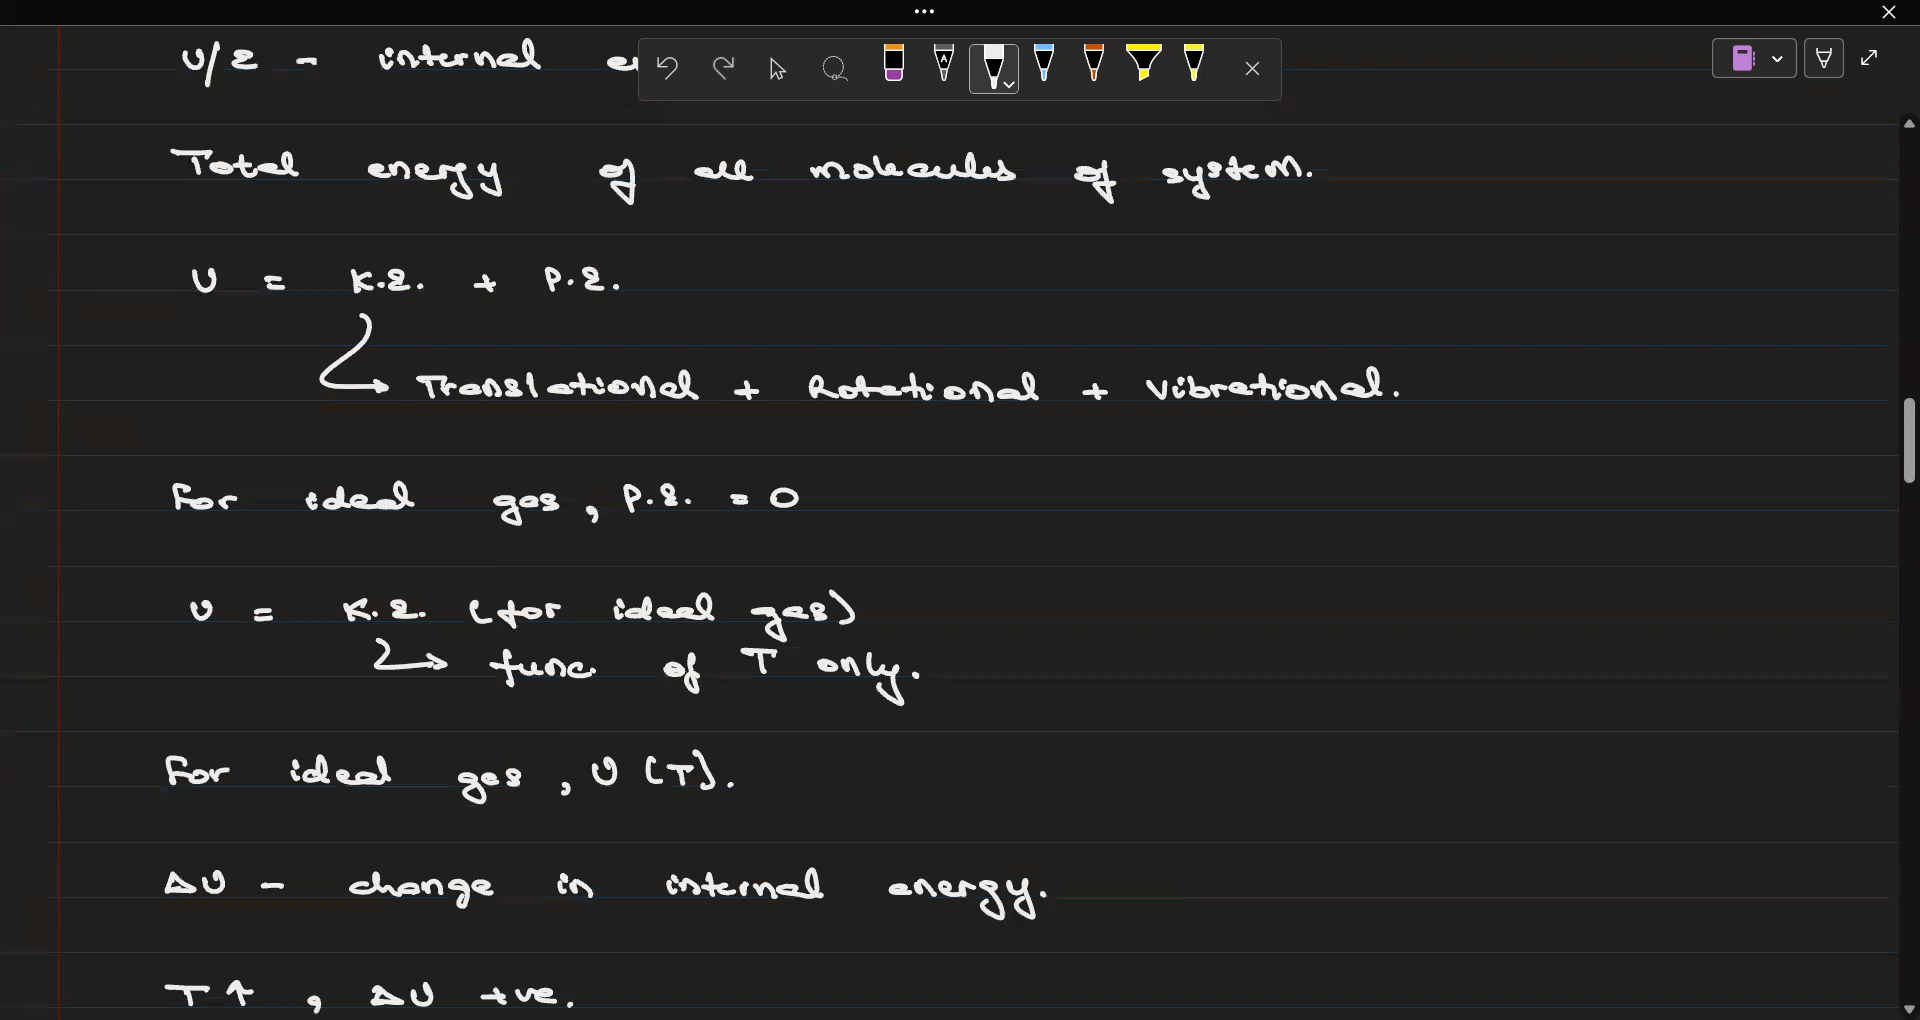 U/E - internal
Total energy of all molecules of system.
U = K.E. + P.E.
Translational + Rotational + Vibrational.
For ideal gas, P.E. = 0
U = K.E. (for ideal gas)
func. of T only.
For ideal gas, U(T).
ΔU - change in internal energy.
T↑, ΔU +ve.